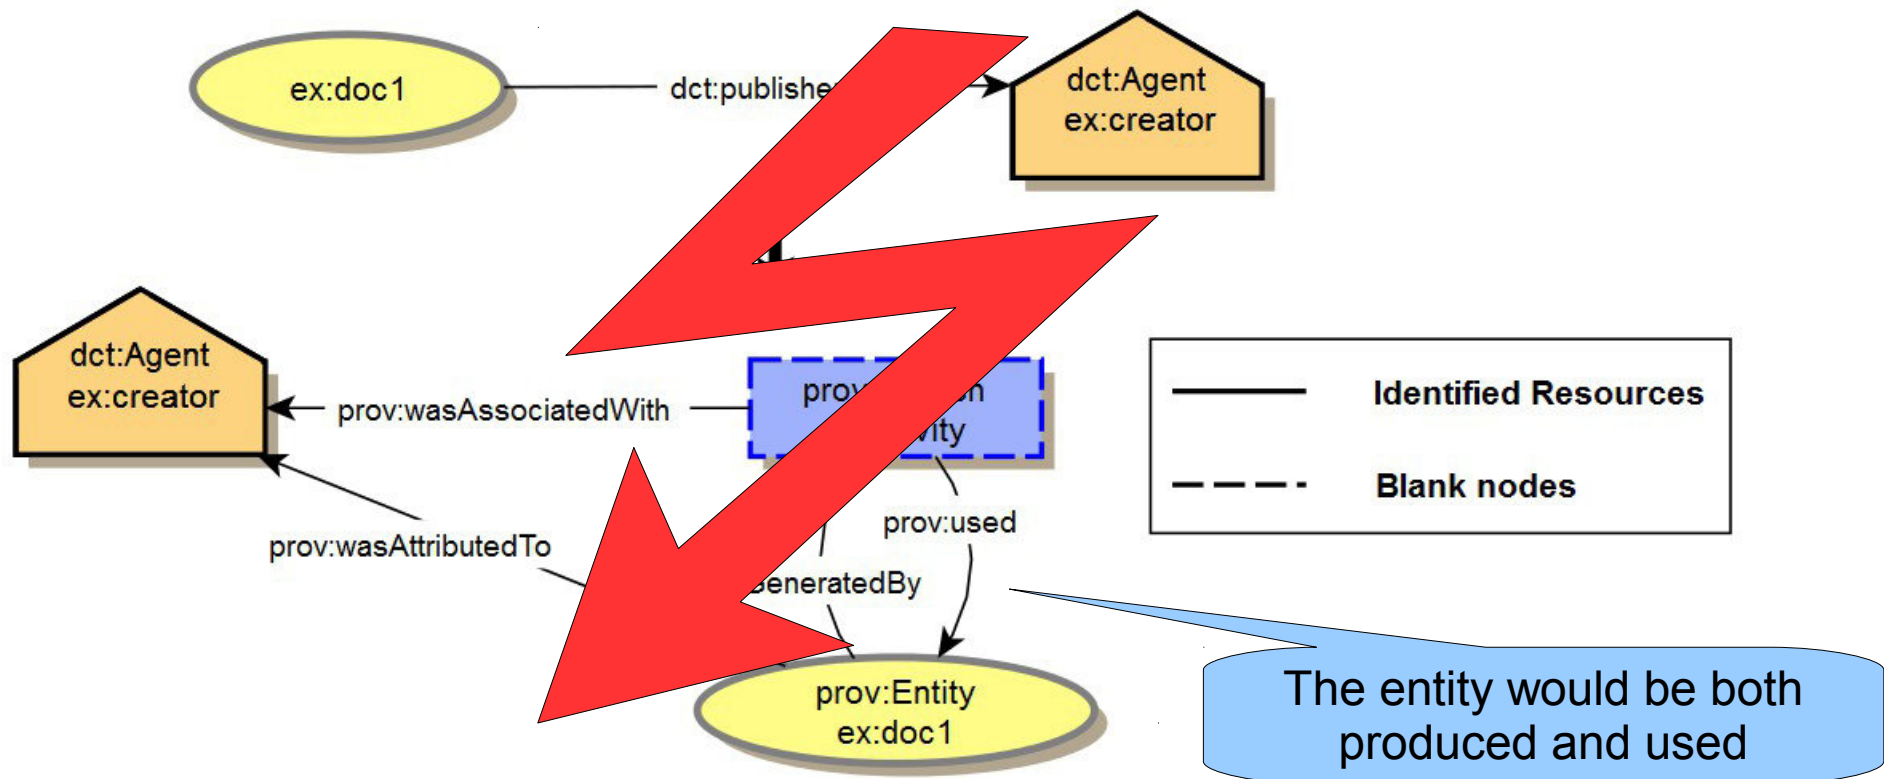 ex:doc1
dct:publishe
dct:Agent
ex:creator
dct:Agent
ex:creator
prov:wasAssociatedWith
prov
vity
Identified Resources
Blank nodes
prov:used
prov:wasAttributedTo
eneratedBy
prov:Entity
ex:doc1
The entity would be both
produced and used